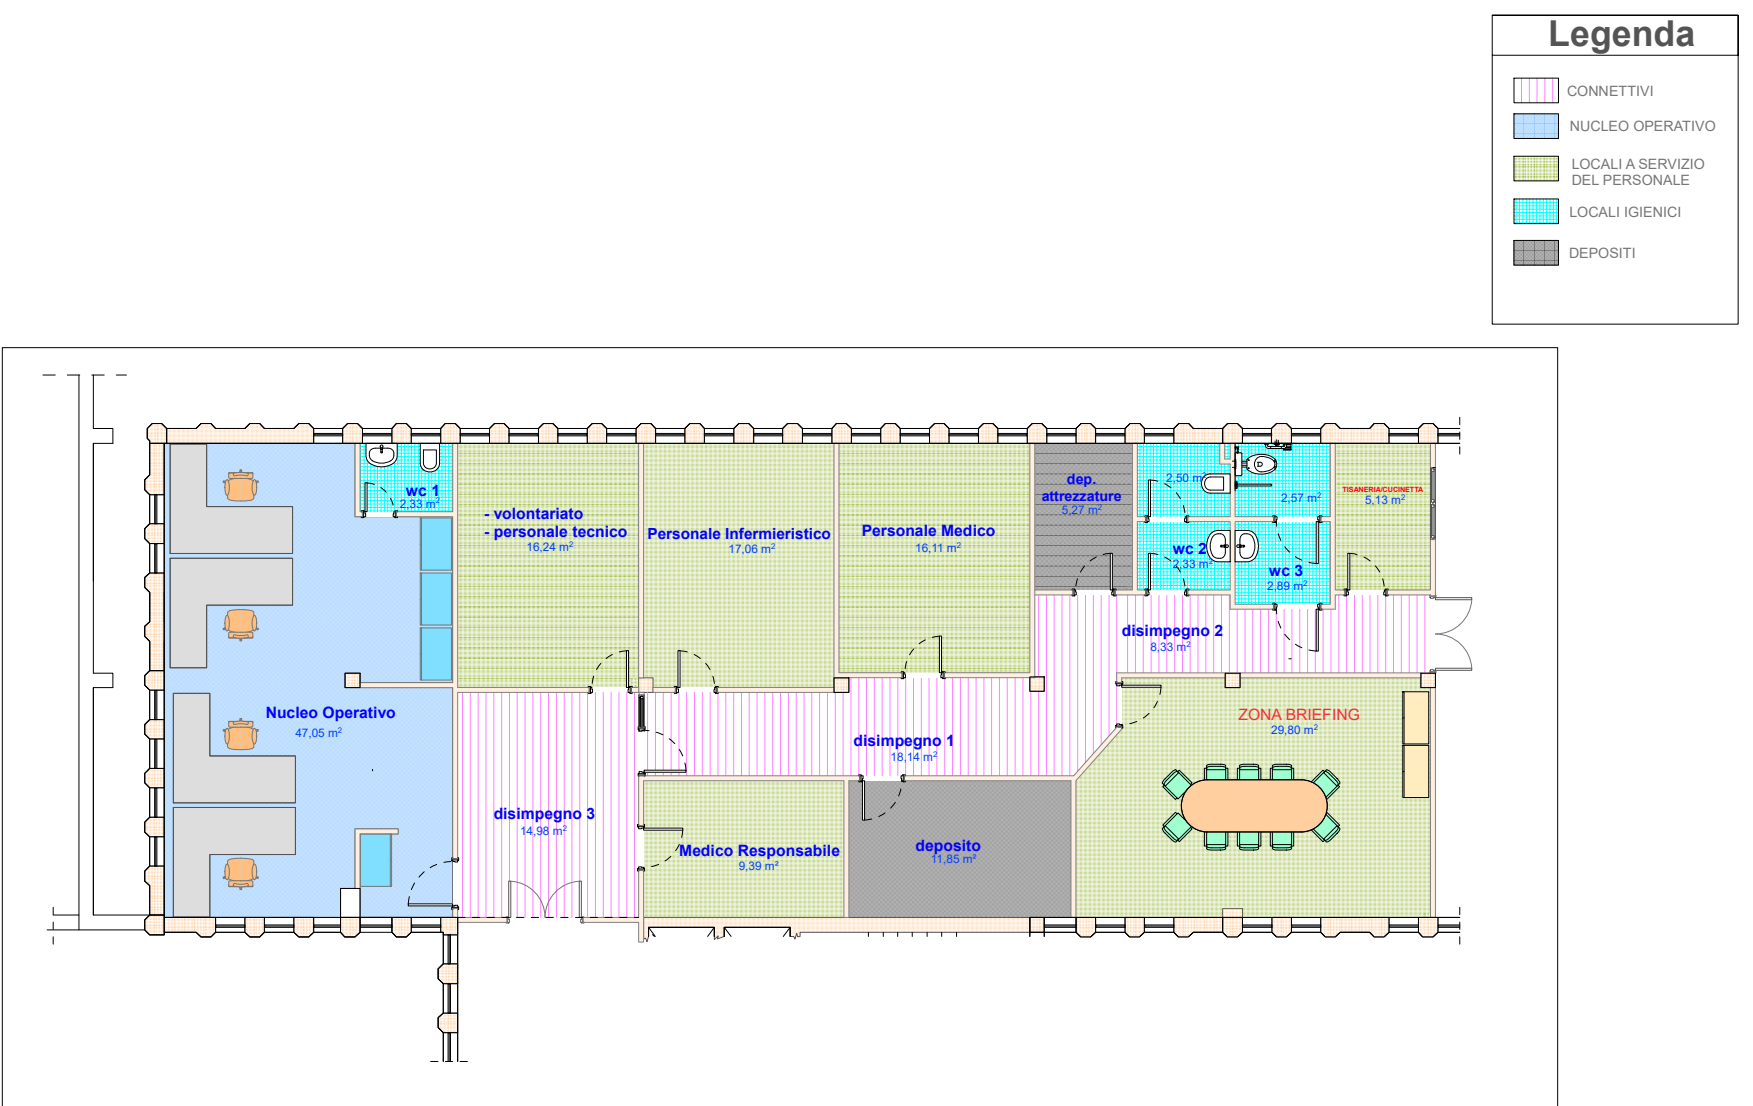 Legenda
CONNETTIVI
NUCLEO OPERATIVO
LOCALI A SERVIZIO
DEL PERSONALE
LOCALI IGIENICI
DEPOSITI
wc 1
2,33 m²
- volontariato
- personale tecnico
16,24 m²
Personale Infermieristico
17,06 m²
Personale Medico
16,11 m²
dep.
attrezzature
5,27 m²
2,50 m²
2,57 m²
TISANERIA/CUCINETTA
5,13 m²
wc 2
2,33 m²
wc 3
2,89 m²
disimpegno 2
8,33 m²
Nucleo Operativo
47,05 m²
disimpegno 1
18,14 m²
ZONA BRIEFING
29,80 m²
disimpegno 3
14,98 m²
Medico Responsabile
9,39 m²
deposito
11,85 m²